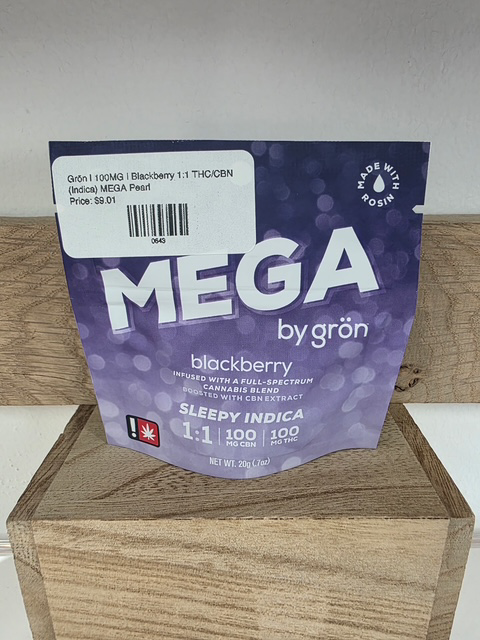 Grön | 100MG | Blackberry 1:1 THC/CBN
(Indica) MEGA Pearl
Price: $9.01
0643
MADE WITH
ROSIN
MEGA
by grön
blackberry
INFUSED WITH A FULL-SPECTRUM
CANNABIS BLEND
BOOSTED WITH CBN EXTRACT
SLEEPY INDICA
1:1 | 100 MG CBN | 100 MG THC
!
NET WT. 20g (.7oz)